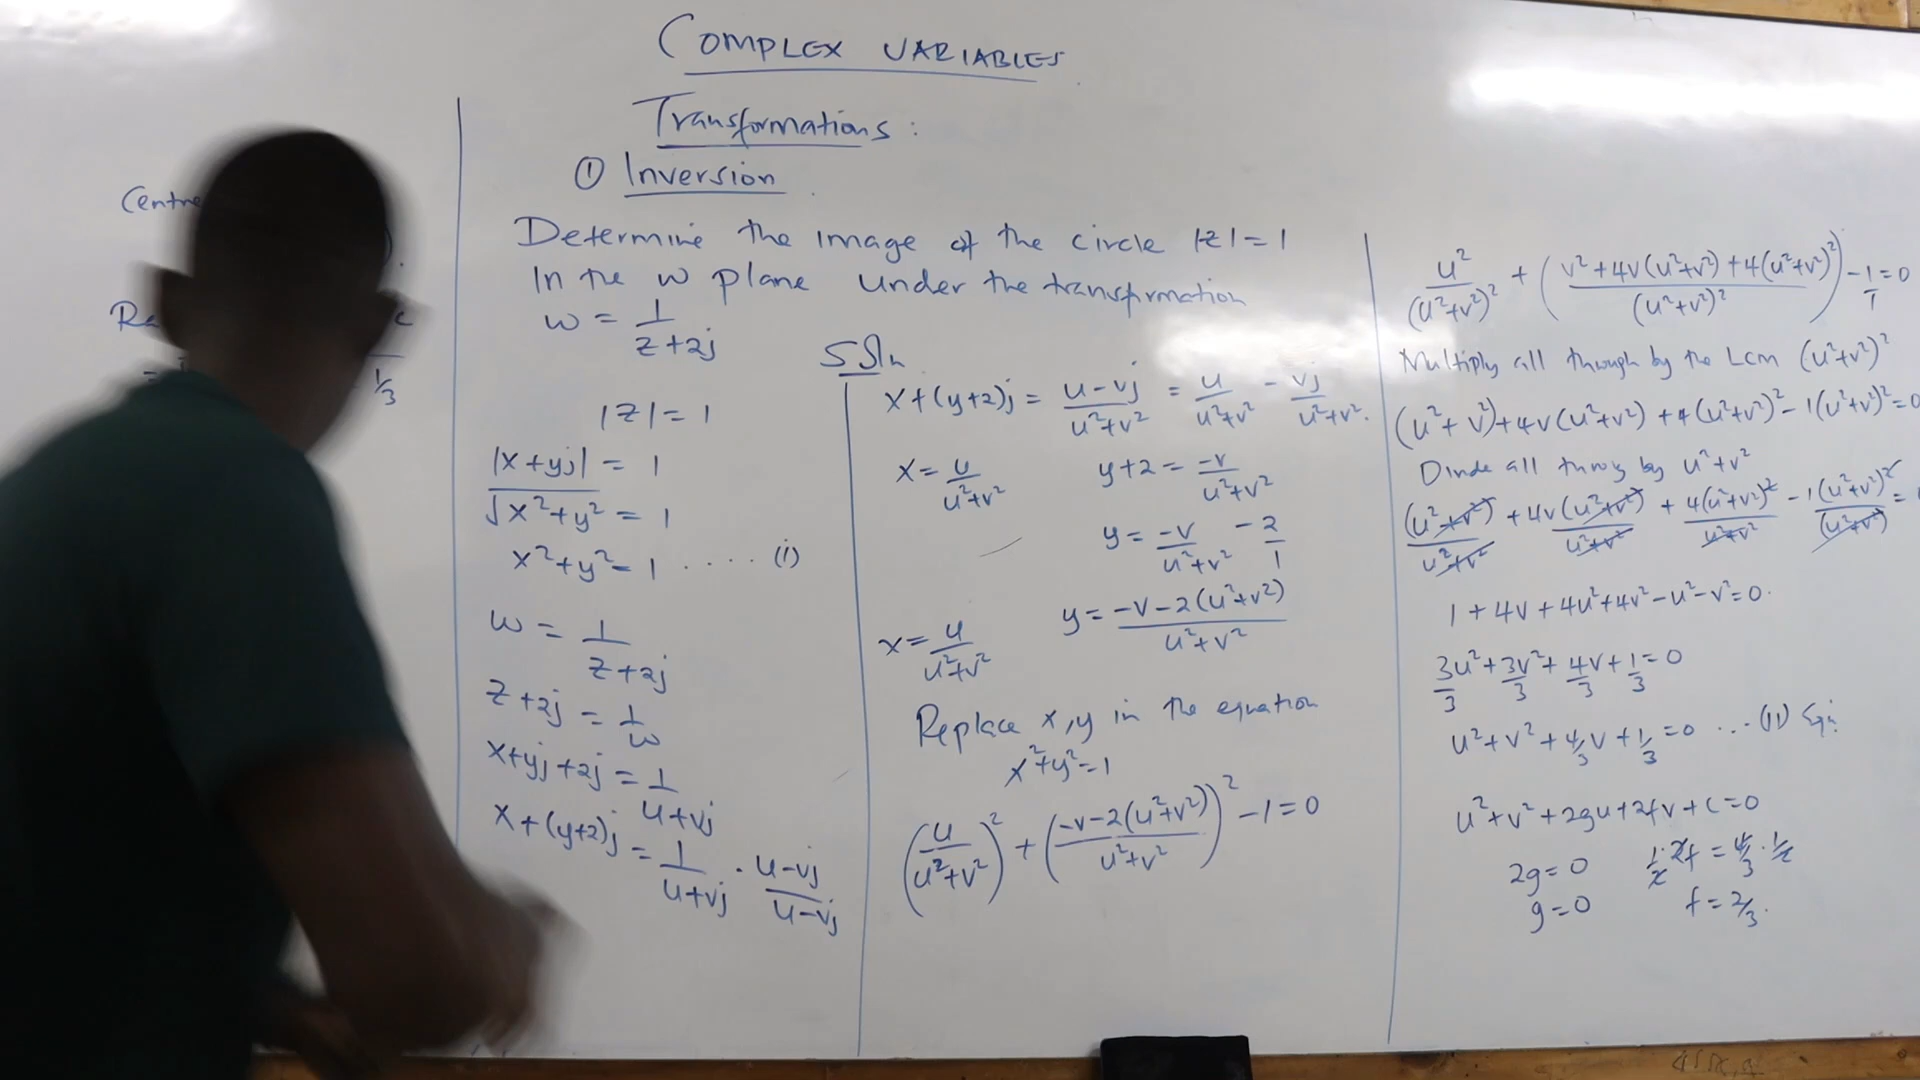 COMPLEX VARIABLES
Transformations:
① Inversion
Determine the image of the circle |z|=1
In the w plane under the transformation
w = 1/(z+2j)
Soln
|z| = 1
|x+yj| = 1
√(x²+y²) = 1
x²+y² = 1 ....(i)
w = 1/(z+2j)
z+2j = 1/w
x+yj+2j = 1/(u+vj)
x+(y+2)j = 1/(u+vj) · (u-vj)/(u-vj)
x+(y+2)j = (u-vj)/(u²+v²) = u/(u²+v²) - vj/(u²+v²).
x = u/(u²+v²) y+2 = -v/(u²+v²)
y = -v/(u²+v²) - 2/1
x = u/(u²+v²) y = (-v-2(u²+v²))/(u²+v²)
Replace x,y in the equation
x²+y²=1
(u/(u²+v²))² + ((-v-2(u²+v²))/(u²+v²))² -1=0
u²/(u²+v²)² + ((v²+4v(u²+v²)+4(u²+v²)²)/(u²+v²)²) - 1/1 = 0
Multiply all through by the LCM (u²+v²)²
(u²+v²)+4v(u²+v²)+4(u²+v²)²-1(u²+v²)²=0
Divide all by u²+v²
(u²+v²)/(u²+v²) + 4v(u²+v²)/(u²+v²) + 4(u²+v²)²/(u²+v²) - 1(u²+v²)²/(u²+v²) =
1+4v+4u²+4v²-u²-v²=0.
3u²/3+3v²/3+4v/3+1/3=0
u²+v²+4/3v+1/3=0 ...(ii) Eqn
u²+v²+2gu+2fv+c=0
2g=0 1/2·2f = 4/3·1/2
g=0 f = 2/3.
Centre
).
c
= 1/3